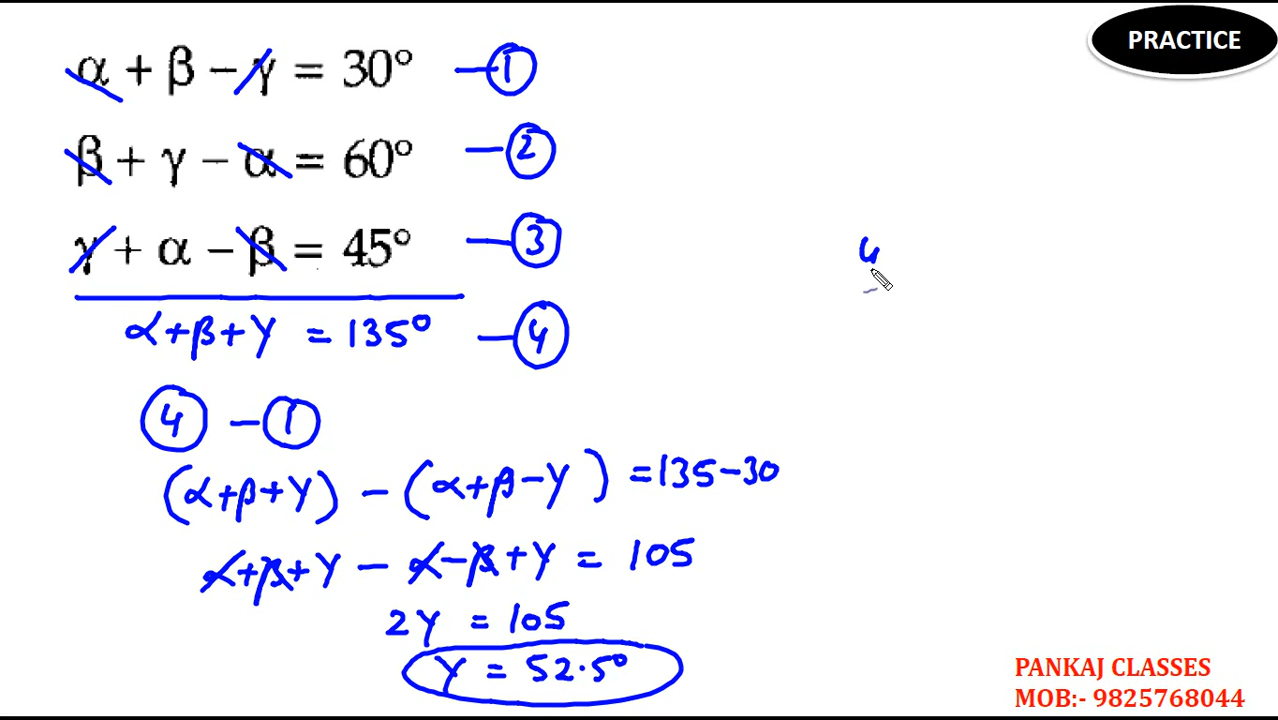 PRACTICE
α + β − γ = 30° —①
β + γ − α = 60° —②
γ + α − β = 45° —③
α+β+γ = 135° —④
④ —①
(α+β+γ) − (α+β−γ) = 135−30
α+β+γ − α−β+γ = 105
2γ = 105
γ = 52.5°
4
PANKAJ CLASSES
MOB:- 9825768044